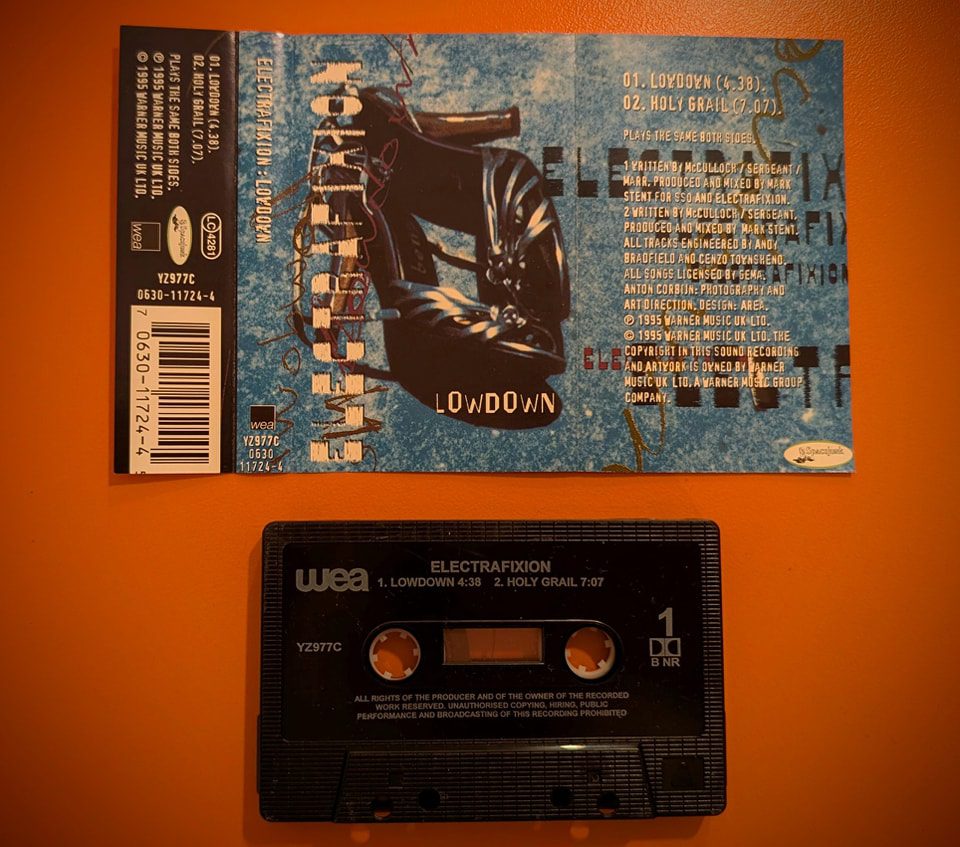 01. LOWDOWN (4.38).
02. HOLY GRAIL (7.07).
PLAYS THE SAME BOTH SIDES.
℗ 1995 WARNER MUSIC UK LTD.
© 1995 WARNER MUSIC UK LTD.
wea
Spacejunk
LC 4281
YZ977C
0630-11724-4
7 0630-11724-4
ELECTRAFIXION : LOWDOWN
wea
YZ977C
0630
11724-4
ELECTRAFIXION
LOWDOWN
01. LOWDOWN (4.38).
02. HOLY GRAIL (7.07).
PLAYS THE SAME BOTH SIDES.
1 WRITTEN BY McCULLOCH / SERGEANT /
MARR. PRODUCED AND MIXED BY MARK
STENT FOR SSO AND ELECTRAFIXION.
2 WRITTEN BY McCULLOCH / SERGEANT.
PRODUCED AND MIXED BY MARK STENT.
ALL TRACKS ENGINEERED BY ANDY
BRADFIELD AND CENZO TOWNSHEND.
ALL SONGS LICENSED BY GEMA.
ANTON CORBIJN: PHOTOGRAPHY AND
ART DIRECTION. DESIGN: AREA.
℗ 1995 WARNER MUSIC UK LTD.
© 1995 WARNER MUSIC UK LTD. THE
COPYRIGHT IN THIS SOUND RECORDING
AND ARTWORK IS OWNED BY WARNER
MUSIC UK LTD. A WARNER MUSIC GROUP
COMPANY.
ELECTRAFIX
Spacejunk
wea
ELECTRAFIXION
1. LOWDOWN 4:38 2. HOLY GRAIL 7:07
YZ977C
1
B NR
ALL RIGHTS OF THE PRODUCER AND OF THE OWNER OF THE RECORDED
WORK RESERVED. UNAUTHORISED COPYING, HIRING, PUBLIC
PERFORMANCE AND BROADCASTING OF THIS RECORDING PROHIBITED